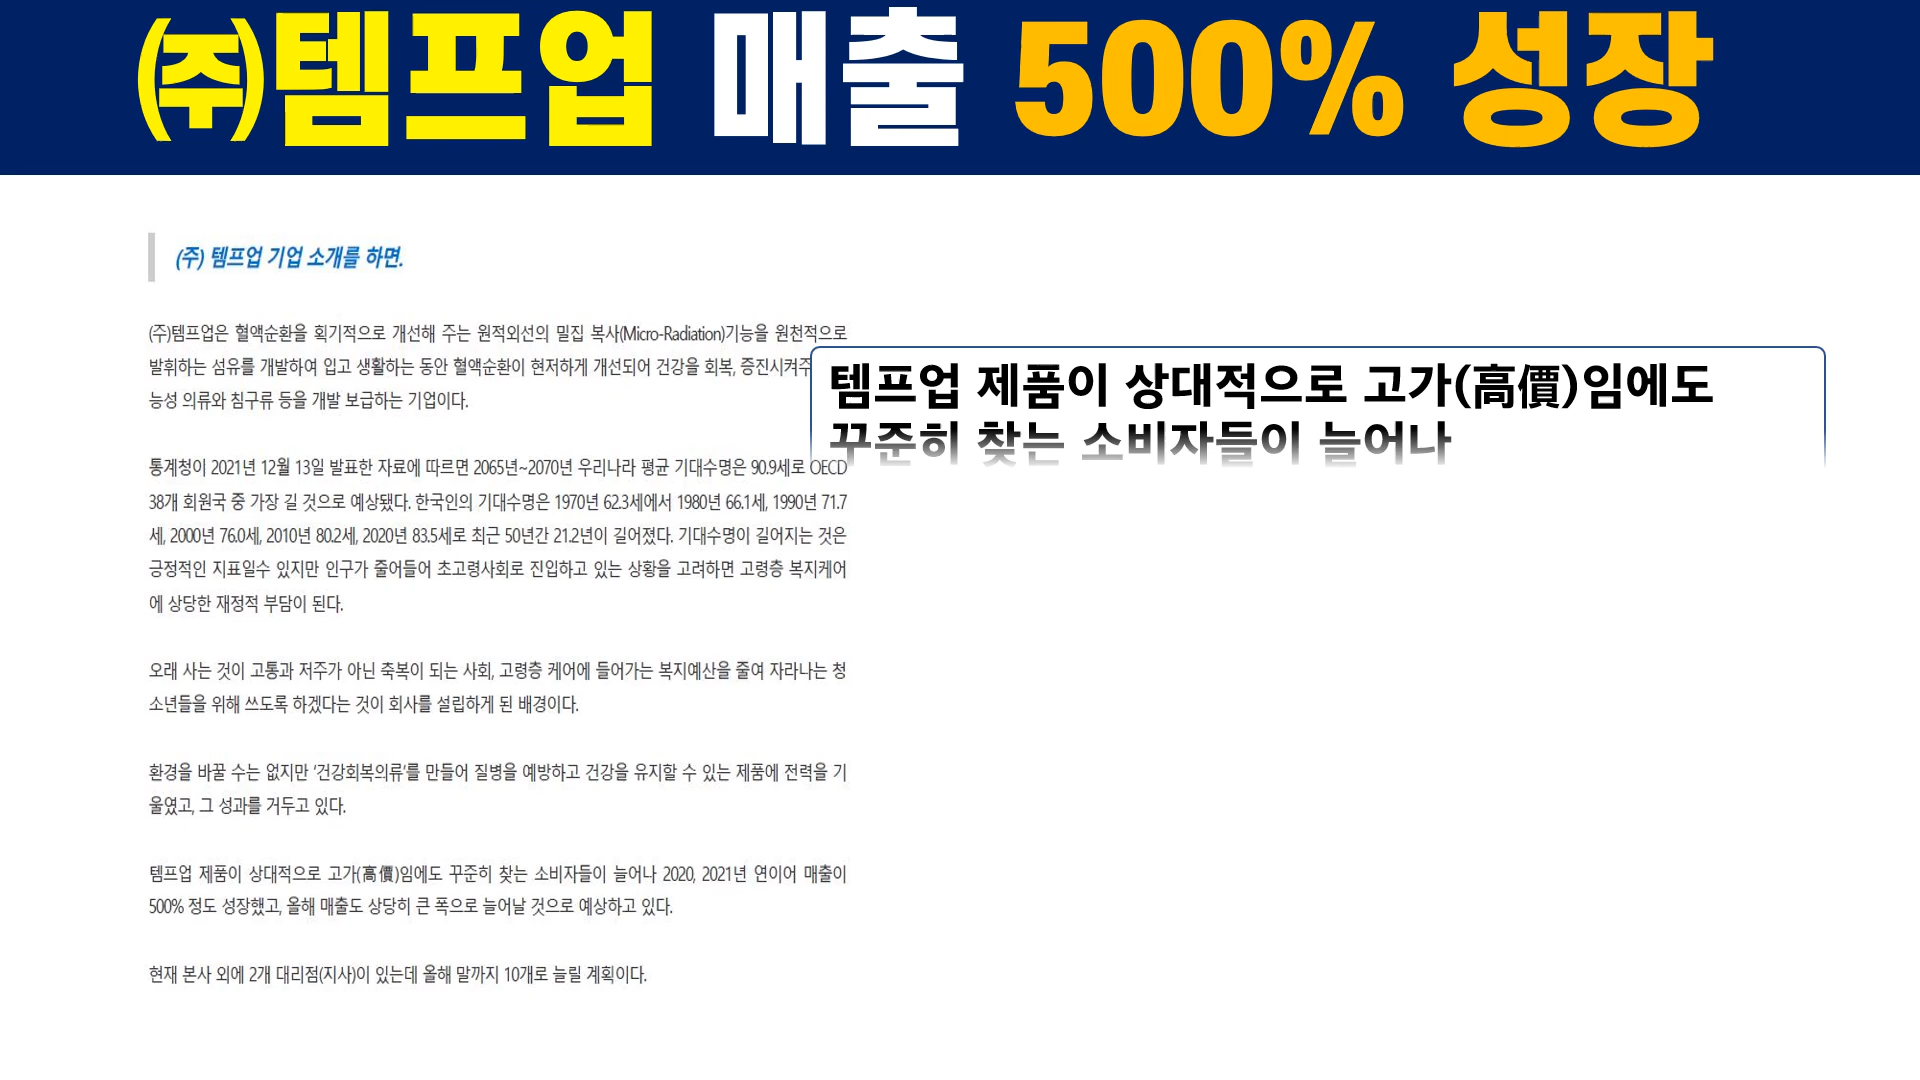 ㈜템프업 매출 500% 성장
(주) 템프업 기업 소개를 하면.
(주)템프업은 혈액순환을 획기적으로 개선해 주는 원적외선의 밀집 복사(Micro-Radiation)기능을 원천적으로
발휘하는 섬유를 개발하여 입고 생활하는 동안 혈액순환이 현저하게 개선되어 건강을 회복, 증진시켜주
능성 의류와 침구류 등을 개발 보급하는 기업이다.
템프업 제품이 상대적으로 고가(高價)임에도
꾸준히 찾는 소비자들이 늘어나
통계청이 2021년 12월 13일 발표한 자료에 따르면 2065년~2070년 우리나라 평균 기대수명은 90.9세로 OECD
38개 회원국 중 가장 길 것으로 예상됐다. 한국인의 기대수명은 1970년 62.3세에서 1980년 66.1세, 1990년 71.7
세, 2000년 76.0세, 2010년 80.2세, 2020년 83.5세로 최근 50년간 21.2년이 길어졌다. 기대수명이 길어지는 것은
긍정적인 지표일수 있지만 인구가 줄어들어 초고령사회로 진입하고 있는 상황을 고려하면 고령층 복지케어
에 상당한 재정적 부담이 된다.
오래 사는 것이 고통과 저주가 아닌 축복이 되는 사회, 고령층 케어에 들어가는 복지예산을 줄여 자라나는 청
소년들을 위해 쓰도록 하겠다는 것이 회사를 설립하게 된 배경이다.
환경을 바꿀 수는 없지만 ‘건강회복의류’를 만들어 질병을 예방하고 건강을 유지할 수 있는 제품에 전력을 기
울였고, 그 성과를 거두고 있다.
템프업 제품이 상대적으로 고가(高價)임에도 꾸준히 찾는 소비자들이 늘어나 2020, 2021년 연이어 매출이
500% 정도 성장했고, 올해 매출도 상당히 큰 폭으로 늘어날 것으로 예상하고 있다.
현재 본사 외에 2개 대리점(지사)이 있는데 올해 말까지 10개로 늘릴 계획이다.